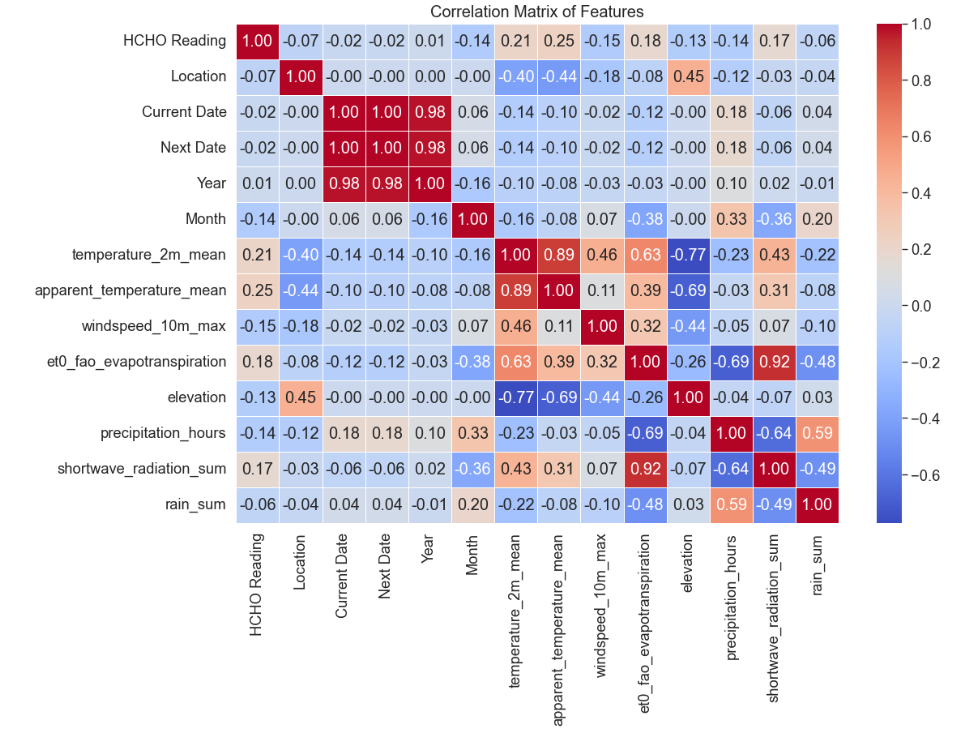 Correlation Matrix of Features
HCHO Reading 1.00 -0.07 -0.02 -0.02 0.01 -0.14 0.21 0.25 -0.15 0.18 -0.13 -0.14 0.17 -0.06
Location -0.07 1.00 -0.00 -0.00 0.00 -0.00 -0.40 -0.44 -0.18 -0.08 0.45 -0.12 -0.03 -0.04
Current Date -0.02 -0.00 1.00 1.00 0.98 0.06 -0.14 -0.10 -0.02 -0.12 -0.00 0.18 -0.06 0.04
Next Date -0.02 -0.00 1.00 1.00 0.98 0.06 -0.14 -0.10 -0.02 -0.12 -0.00 0.18 -0.06 0.04
Year 0.01 0.00 0.98 0.98 1.00 -0.16 -0.10 -0.08 -0.03 -0.03 -0.00 0.10 0.02 -0.01
Month -0.14 -0.00 0.06 0.06 -0.16 1.00 -0.16 -0.08 0.07 -0.38 -0.00 0.33 -0.36 0.20
temperature_2m_mean 0.21 -0.40 -0.14 -0.14 -0.10 -0.16 1.00 0.89 0.46 0.63 -0.77 -0.23 0.43 -0.22
apparent_temperature_mean 0.25 -0.44 -0.10 -0.10 -0.08 -0.08 0.89 1.00 0.11 0.39 -0.69 -0.03 0.31 -0.08
windspeed_10m_max -0.15 -0.18 -0.02 -0.02 -0.03 0.07 0.46 0.11 1.00 0.32 -0.44 -0.05 0.07 -0.10
et0_fao_evapotranspiration 0.18 -0.08 -0.12 -0.12 -0.03 -0.38 0.63 0.39 0.32 1.00 -0.26 -0.69 0.92 -0.48
elevation -0.13 0.45 -0.00 -0.00 -0.00 -0.00 -0.77 -0.69 -0.44 -0.26 1.00 -0.04 -0.07 0.03
precipitation_hours -0.14 -0.12 0.18 0.18 0.10 0.33 -0.23 -0.03 -0.05 -0.69 -0.04 1.00 -0.64 0.59
shortwave_radiation_sum 0.17 -0.03 -0.06 -0.06 0.02 -0.36 0.43 0.31 0.07 0.92 -0.07 -0.64 1.00 -0.49
rain_sum -0.06 -0.04 0.04 0.04 -0.01 0.20 -0.22 -0.08 -0.10 -0.48 0.03 0.59 -0.49 1.00
HCHO Reading
Location
Current Date
Next Date
Year
Month
temperature_2m_mean
apparent_temperature_mean
windspeed_10m_max
et0_fao_evapotranspiration
elevation
precipitation_hours
shortwave_radiation_sum
rain_sum
1.0
0.8
0.6
0.4
0.2
0.0
−0.2
−0.4
−0.6